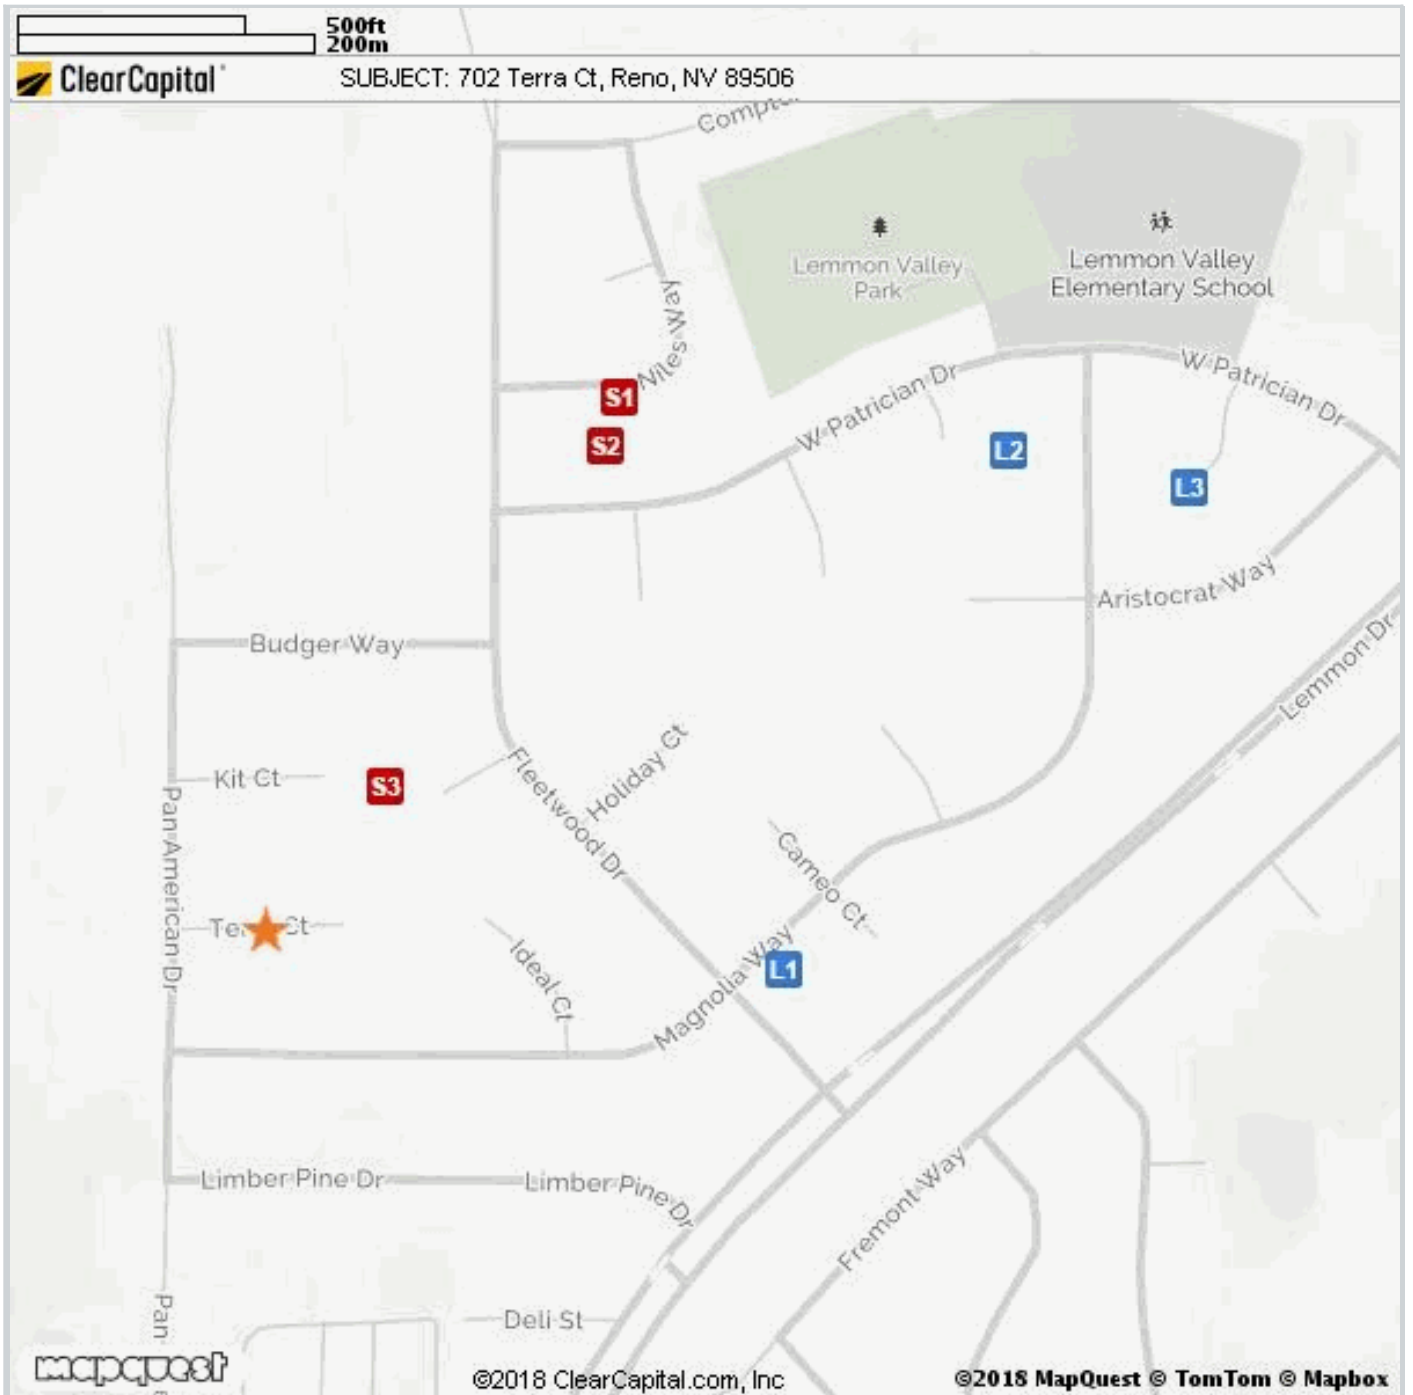 500ft
200m
ClearCapital
SUBJECT: 702 Terra Ct, Reno, NV 89506
Lemmon Valley
Park
Lemmon Valley
Elementary School
Niles Way
S1
S2
W Patrician Dr
W Patrician Dr
L2
L3
Aristocrat Way
Budger Way
Lemmon Dr
Holiday Ct
Kit Ct
S3
Fleetwood Dr
Pan American Dr
Cameo Ct
Ct
Ideal Ct
Magnolia Way
L1
Limber Pine Dr
Limber Pine Dr
Fremont Way
Pan
Deli St
mapquest
©2018 ClearCapital.com, Inc
©2018 MapQuest © TomTom © Mapbox